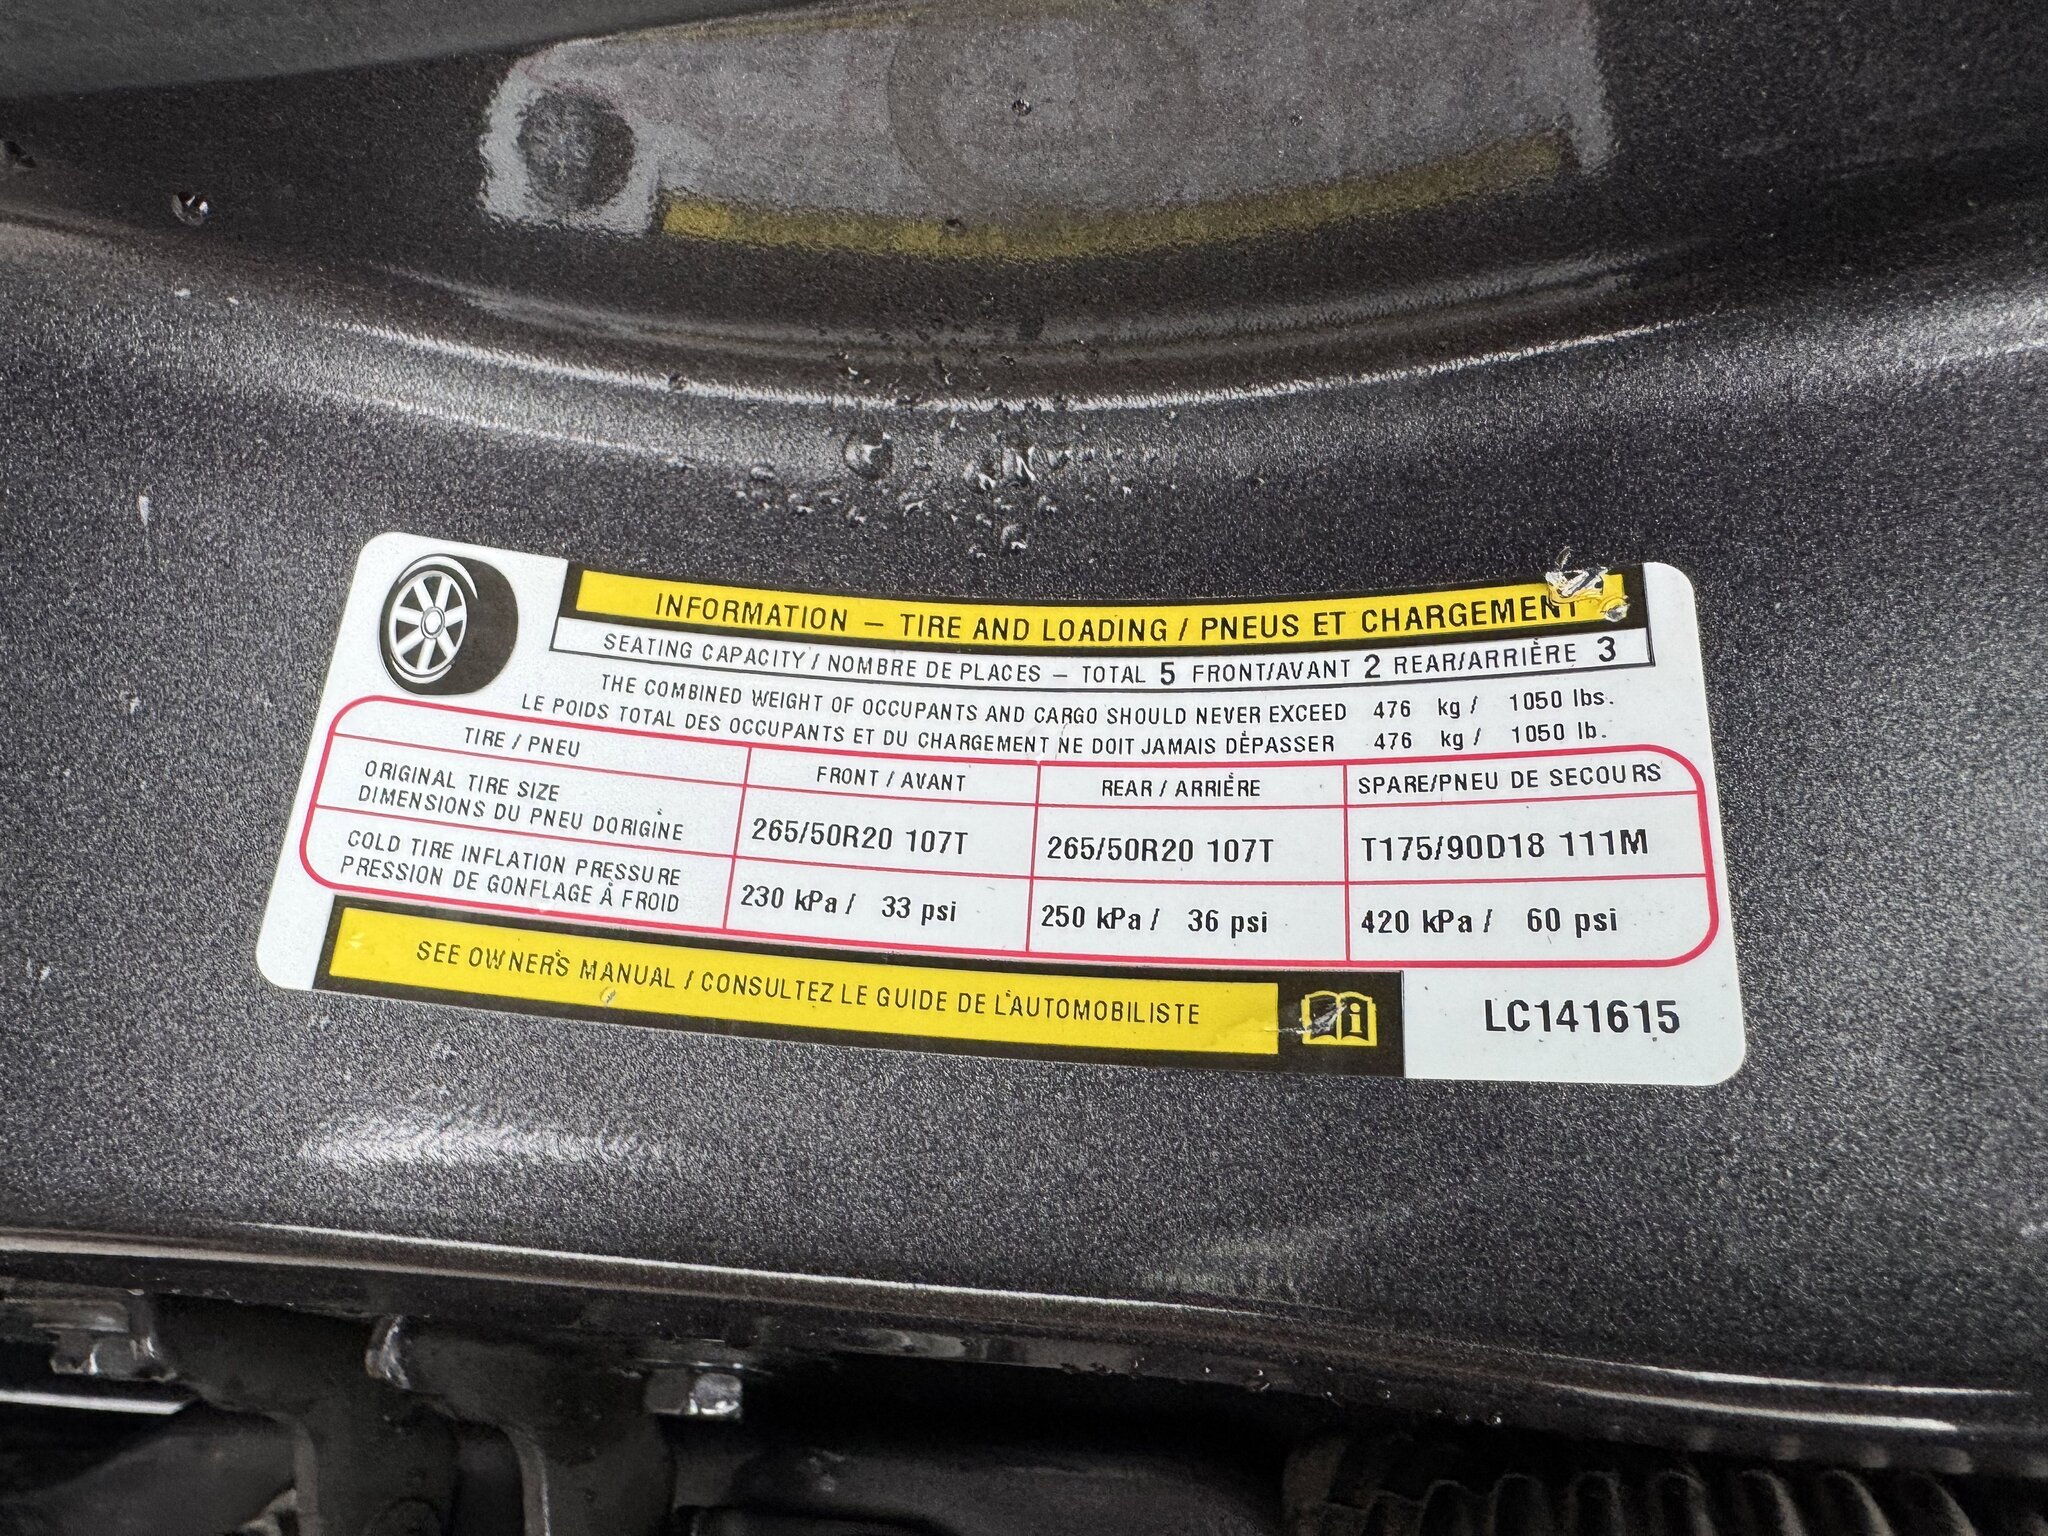 INFORMATION – TIRE AND LOADING / PNEUS ET CHARGEMENT
SEATING CAPACITY / NOMBRE DE PLACES – TOTAL 5 FRONT/AVANT 2 REAR/ARRIÈRE 3
THE COMBINED WEIGHT OF OCCUPANTS AND CARGO SHOULD NEVER EXCEED 476 kg / 1050 lbs.
LE POIDS TOTAL DES OCCUPANTS ET DU CHARGEMENT NE DOIT JAMAIS DÉPASSER 476 kg / 1050 lb.
TIRE / PNEU FRONT / AVANT REAR / ARRIÈRE SPARE/PNEU DE SECOURS
ORIGINAL TIRE SIZE
DIMENSIONS DU PNEU DORIGINE 265/50R20 107T 265/50R20 107T T175/90D18 111M
COLD TIRE INFLATION PRESSURE
PRESSION DE GONFLAGE À FROID 230 kPa / 33 psi 250 kPa / 36 psi 420 kPa / 60 psi
SEE OWNER'S MANUAL / CONSULTEZ LE GUIDE DE L'AUTOMOBILISTE
LC141615